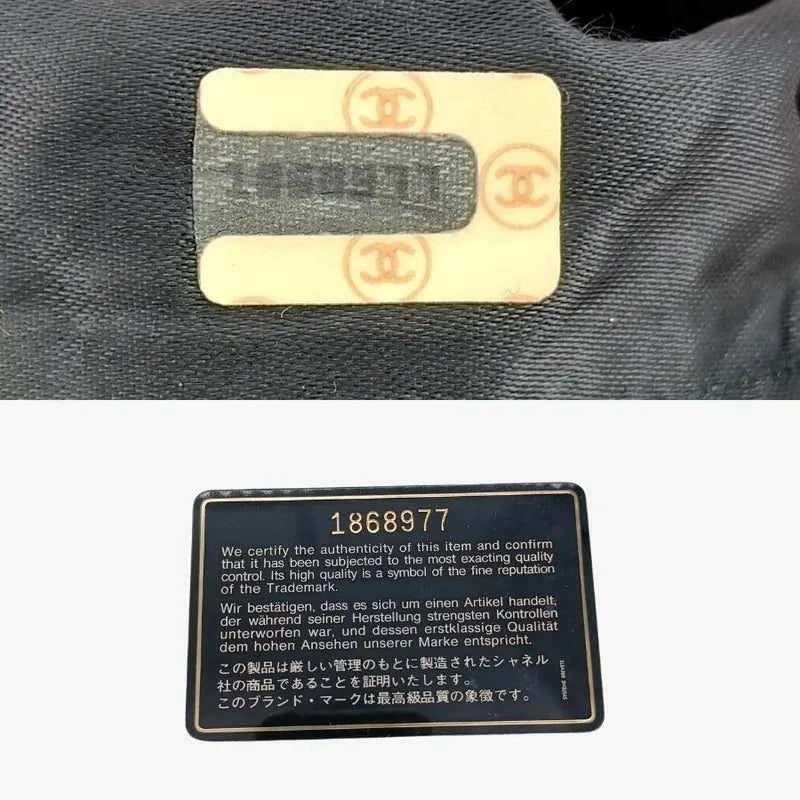 1868977
1868977
We certify the authenticity of this item and confirm
that it has been subjected to the most exacting quality
control. Its high quality is a symbol of the fine reputation
of the Trademark.
Wir bestätigen, dass es sich um einen Artikel handelt,
der während seiner Herstellung strengsten Kontrollen
unterworfen war, und dessen erstklassige Qualität
dem hohen Ansehen unserer Marke entspricht.
この製品は厳しい管理のもとに製造されたシャネル
社の商品であることを証明いたします。
このブランド・マークは最高級品質の象徴です。
SYSTEME BREVETE